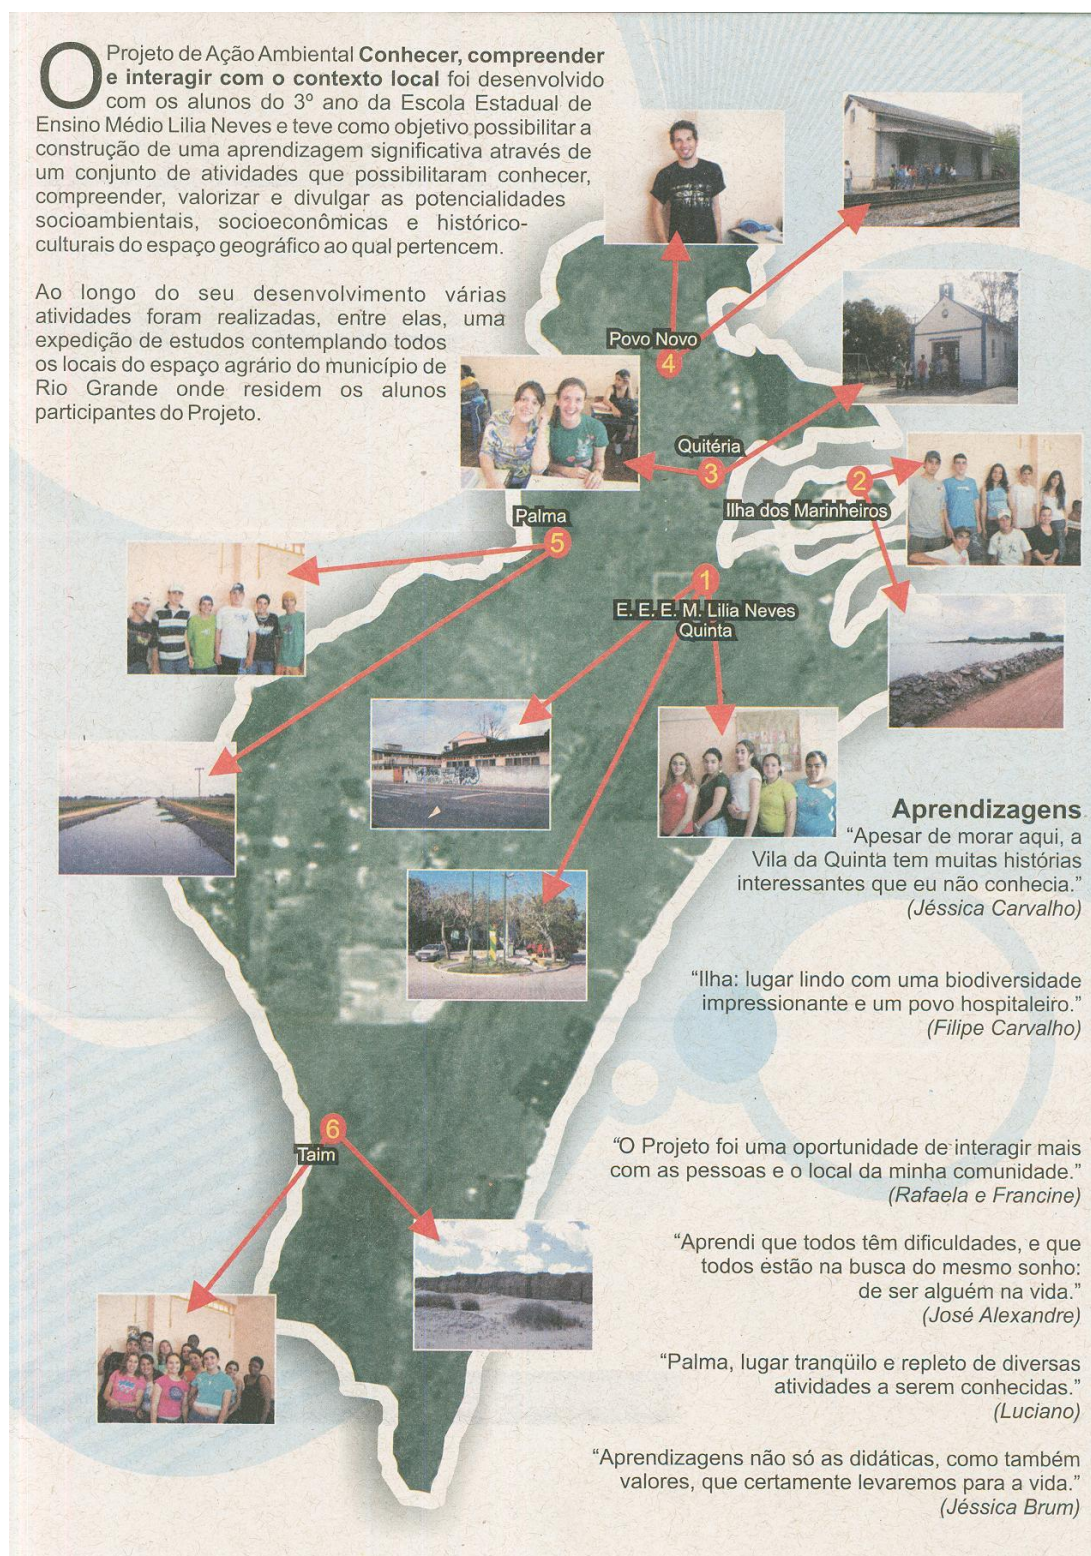 O Projeto de Ação Ambiental Conhecer, compreender
e interagir com o contexto local foi desenvolvido
com os alunos do 3º ano da Escola Estadual de
Ensino Médio Lilia Neves e teve como objetivo possibilitar a
construção de uma aprendizagem significativa através de
um conjunto de atividades que possibilitaram conhecer,
compreender, valorizar e divulgar as potencialidades
socioambientais, socioeconômicas e histórico-
culturais do espaço geográfico ao qual pertencem.
Ao longo do seu desenvolvimento várias
atividades foram realizadas, entre elas, uma
expedição de estudos contemplando todos
os locais do espaço agrário do município de
Rio Grande onde residem os alunos
participantes do Projeto.
Povo Novo
4
Quitéria
3
2
Ilha dos Marinheiros
Palma
5
1
E. E. E. M. Lilia Neves
Quinta
6
Taim
Aprendizagens
“Apesar de morar aqui, a
Vila da Quinta tem muitas histórias
interessantes que eu não conhecia.”
(Jéssica Carvalho)
“Ilha: lugar lindo com uma biodiversidade
impressionante e um povo hospitaleiro.”
(Filipe Carvalho)
“O Projeto foi uma oportunidade de interagir mais
com as pessoas e o local da minha comunidade.”
(Rafaela e Francine)
“Aprendi que todos têm dificuldades, e que
todos estão na busca do mesmo sonho:
de ser alguém na vida.”
(José Alexandre)
“Palma, lugar tranqüilo e repleto de diversas
atividades a serem conhecidas.”
(Luciano)
“Aprendizagens não só as didáticas, como também
valores, que certamente levaremos para a vida.”
(Jéssica Brum)